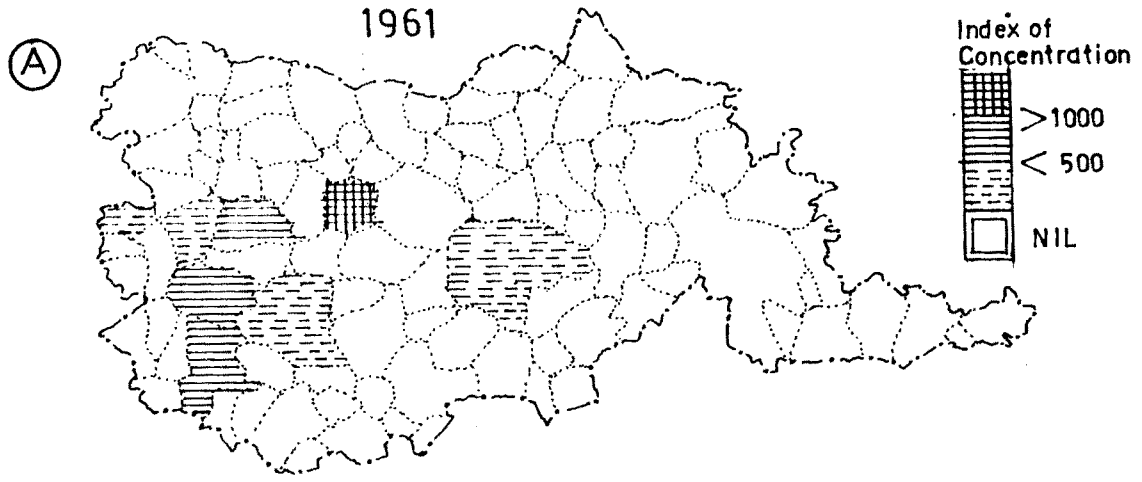 1961
A
Index of
Concentration
>1000
< 500
NIL